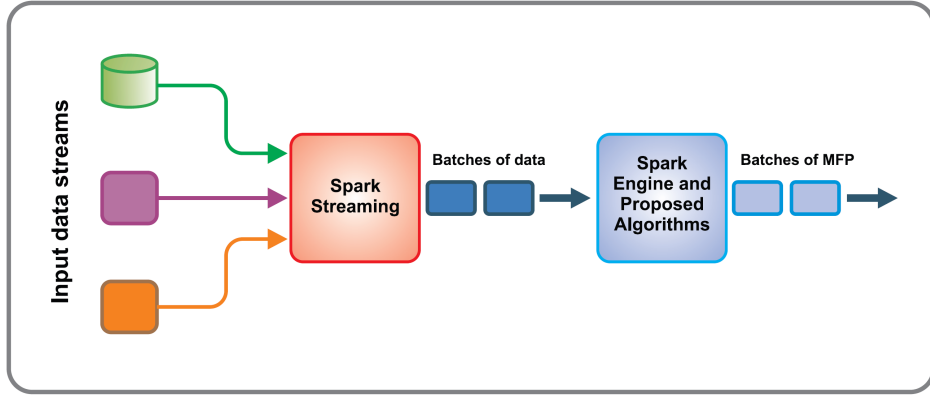 Input data streams
Spark
Streaming
Batches of data
Spark
Engine and
Proposed
Algorithms
Batches of MFP